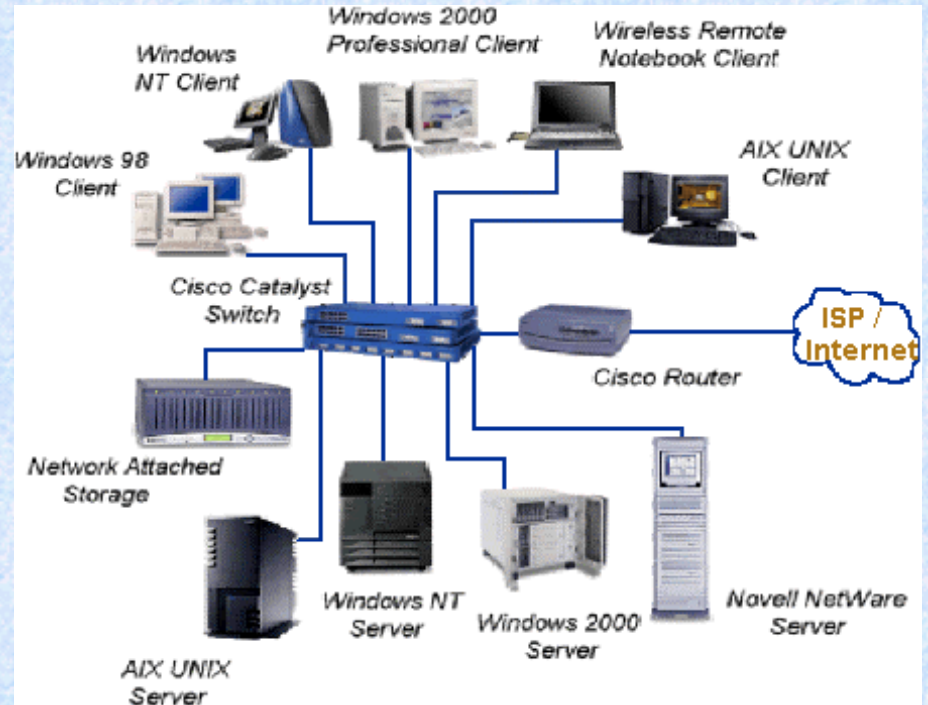 Windows 2000
Professional Client
Wireless Remote
Notebook Client
Windows
NT Client
AIX UNIX
Client
Windows 98
Client
Cisco Catalyst
Switch
ISP /
Internet
Cisco Router
Network Attached
Storage
Windows NT
Server
Windows 2000
Server
Novell NetWare
Server
AIX UNIX
Server